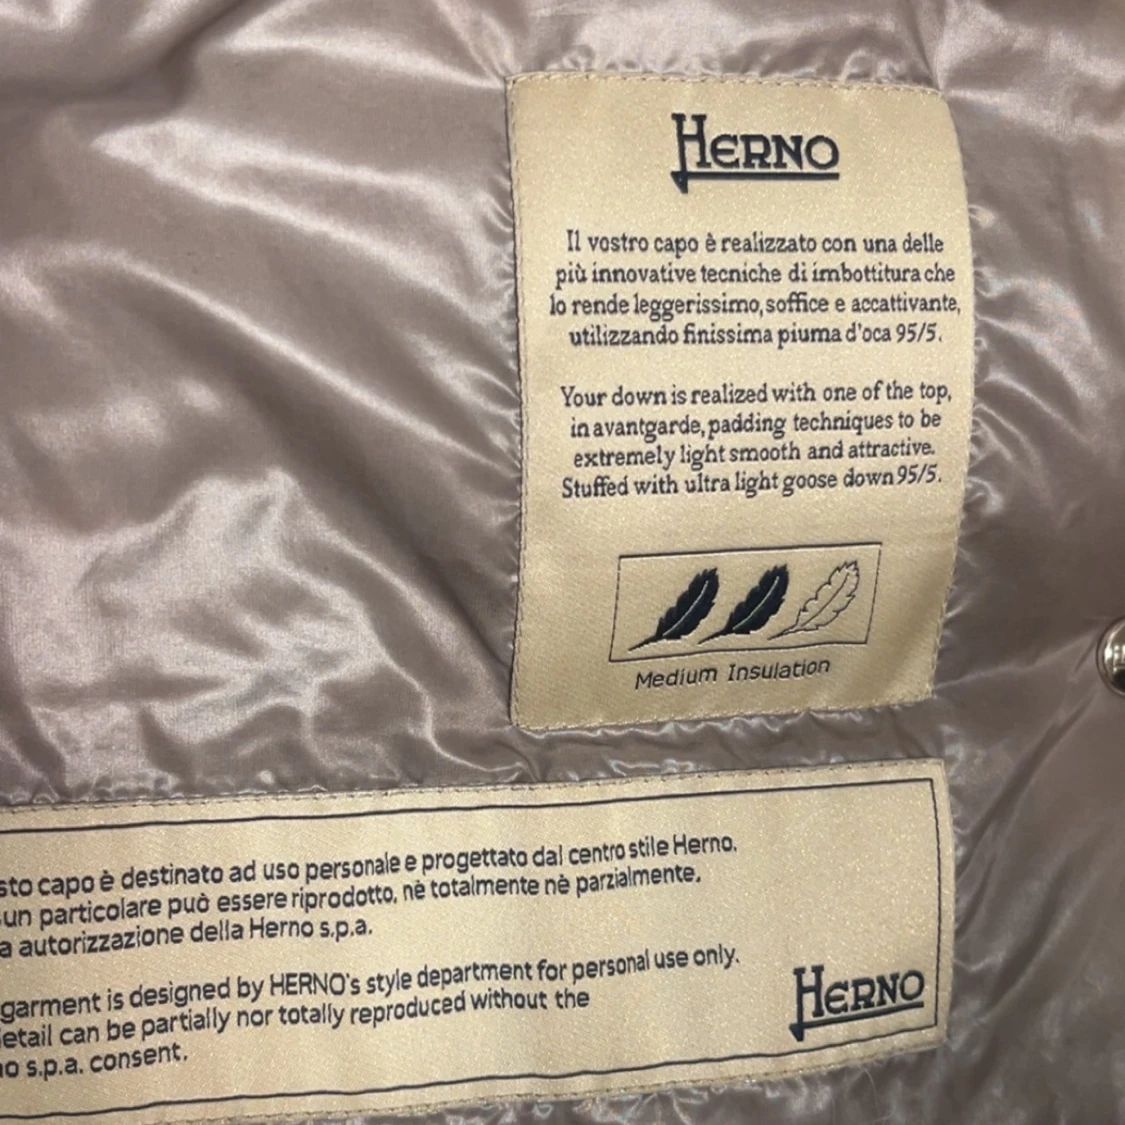 HERNO
Il vostro capo è realizzato con una delle
più innovative tecniche di imbottitura che
lo rende leggerissimo, soffice e accattivante,
utilizzando finissima piuma d'oca 95/5.
Your down is realized with one of the top,
in avantgarde, padding techniques to be
extremely light smooth and attractive.
Stuffed with ultra light goose down 95/5.
Medium Insulation
sto capo è destinato ad uso personale e progettato dal centro stile Herno.
sun particolare può essere riprodotto, nè totalmente nè parzialmente,
a autorizzazione della Herno s.p.a.
garment is designed by HERNO's style department for personal use only.
etail can be partially nor totally reproduced without the
no s.p.a. consent.
HERNO